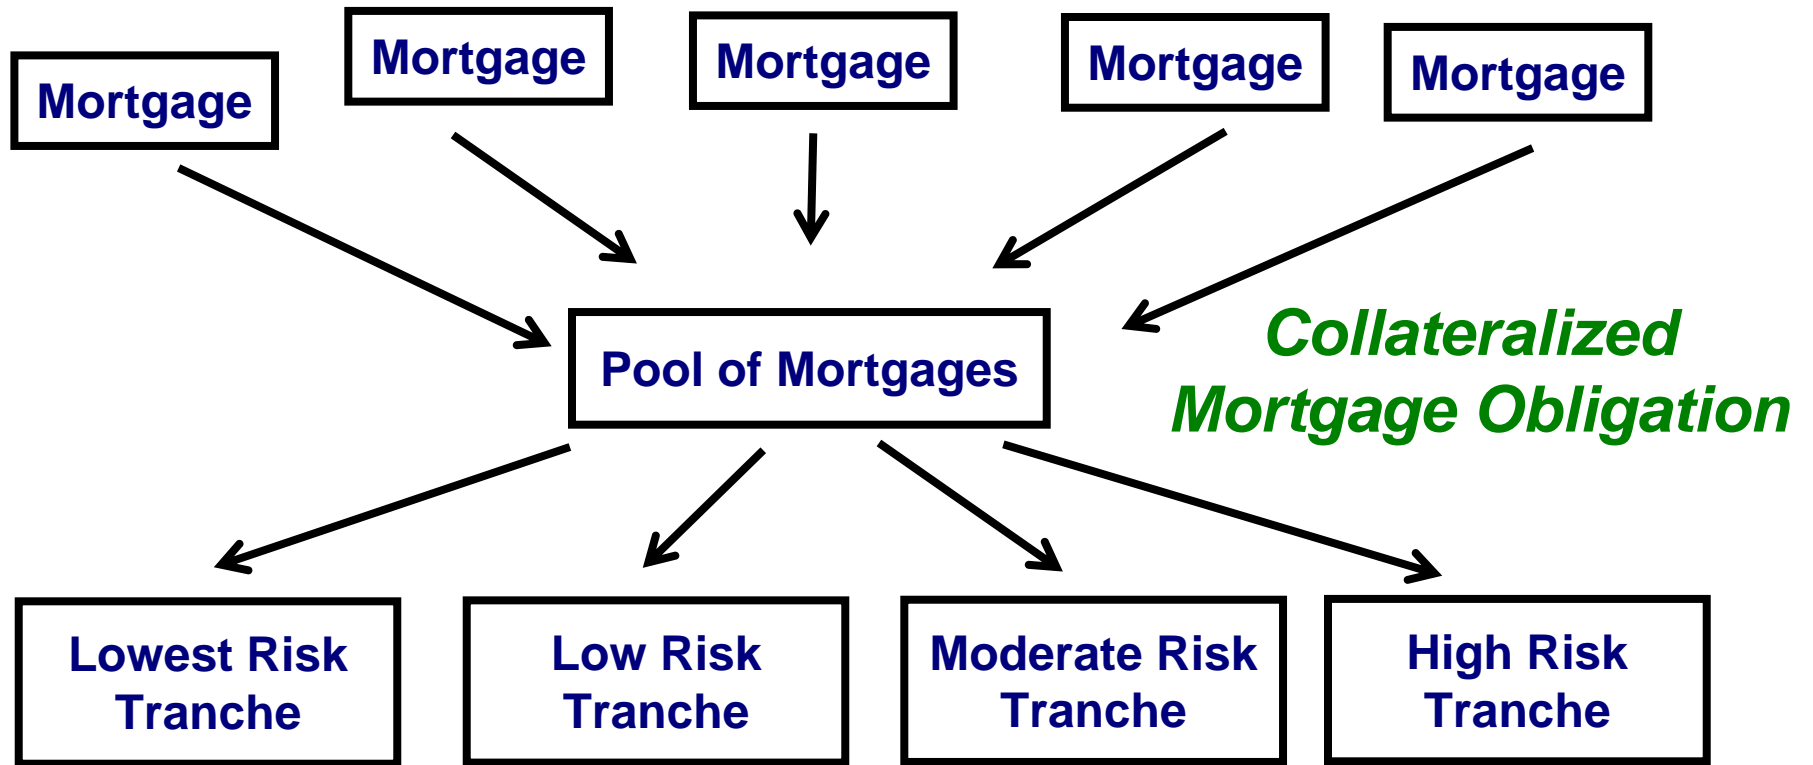 Mortgage
Mortgage
Mortgage
Mortgage
Mortgage
Pool of Mortgages
Collateralized
Mortgage Obligation
Lowest Risk
Tranche
Low Risk
Tranche
Moderate Risk
Tranche
High Risk
Tranche